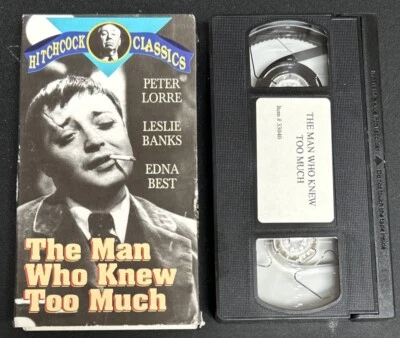 HITCHCOCK CLASSICS
PETER
LORRE
LESLIE
BANKS
EDNA
BEST
The Man
Who Knew
Too Much
THE MAN WHO KNEW
TOO MUCH